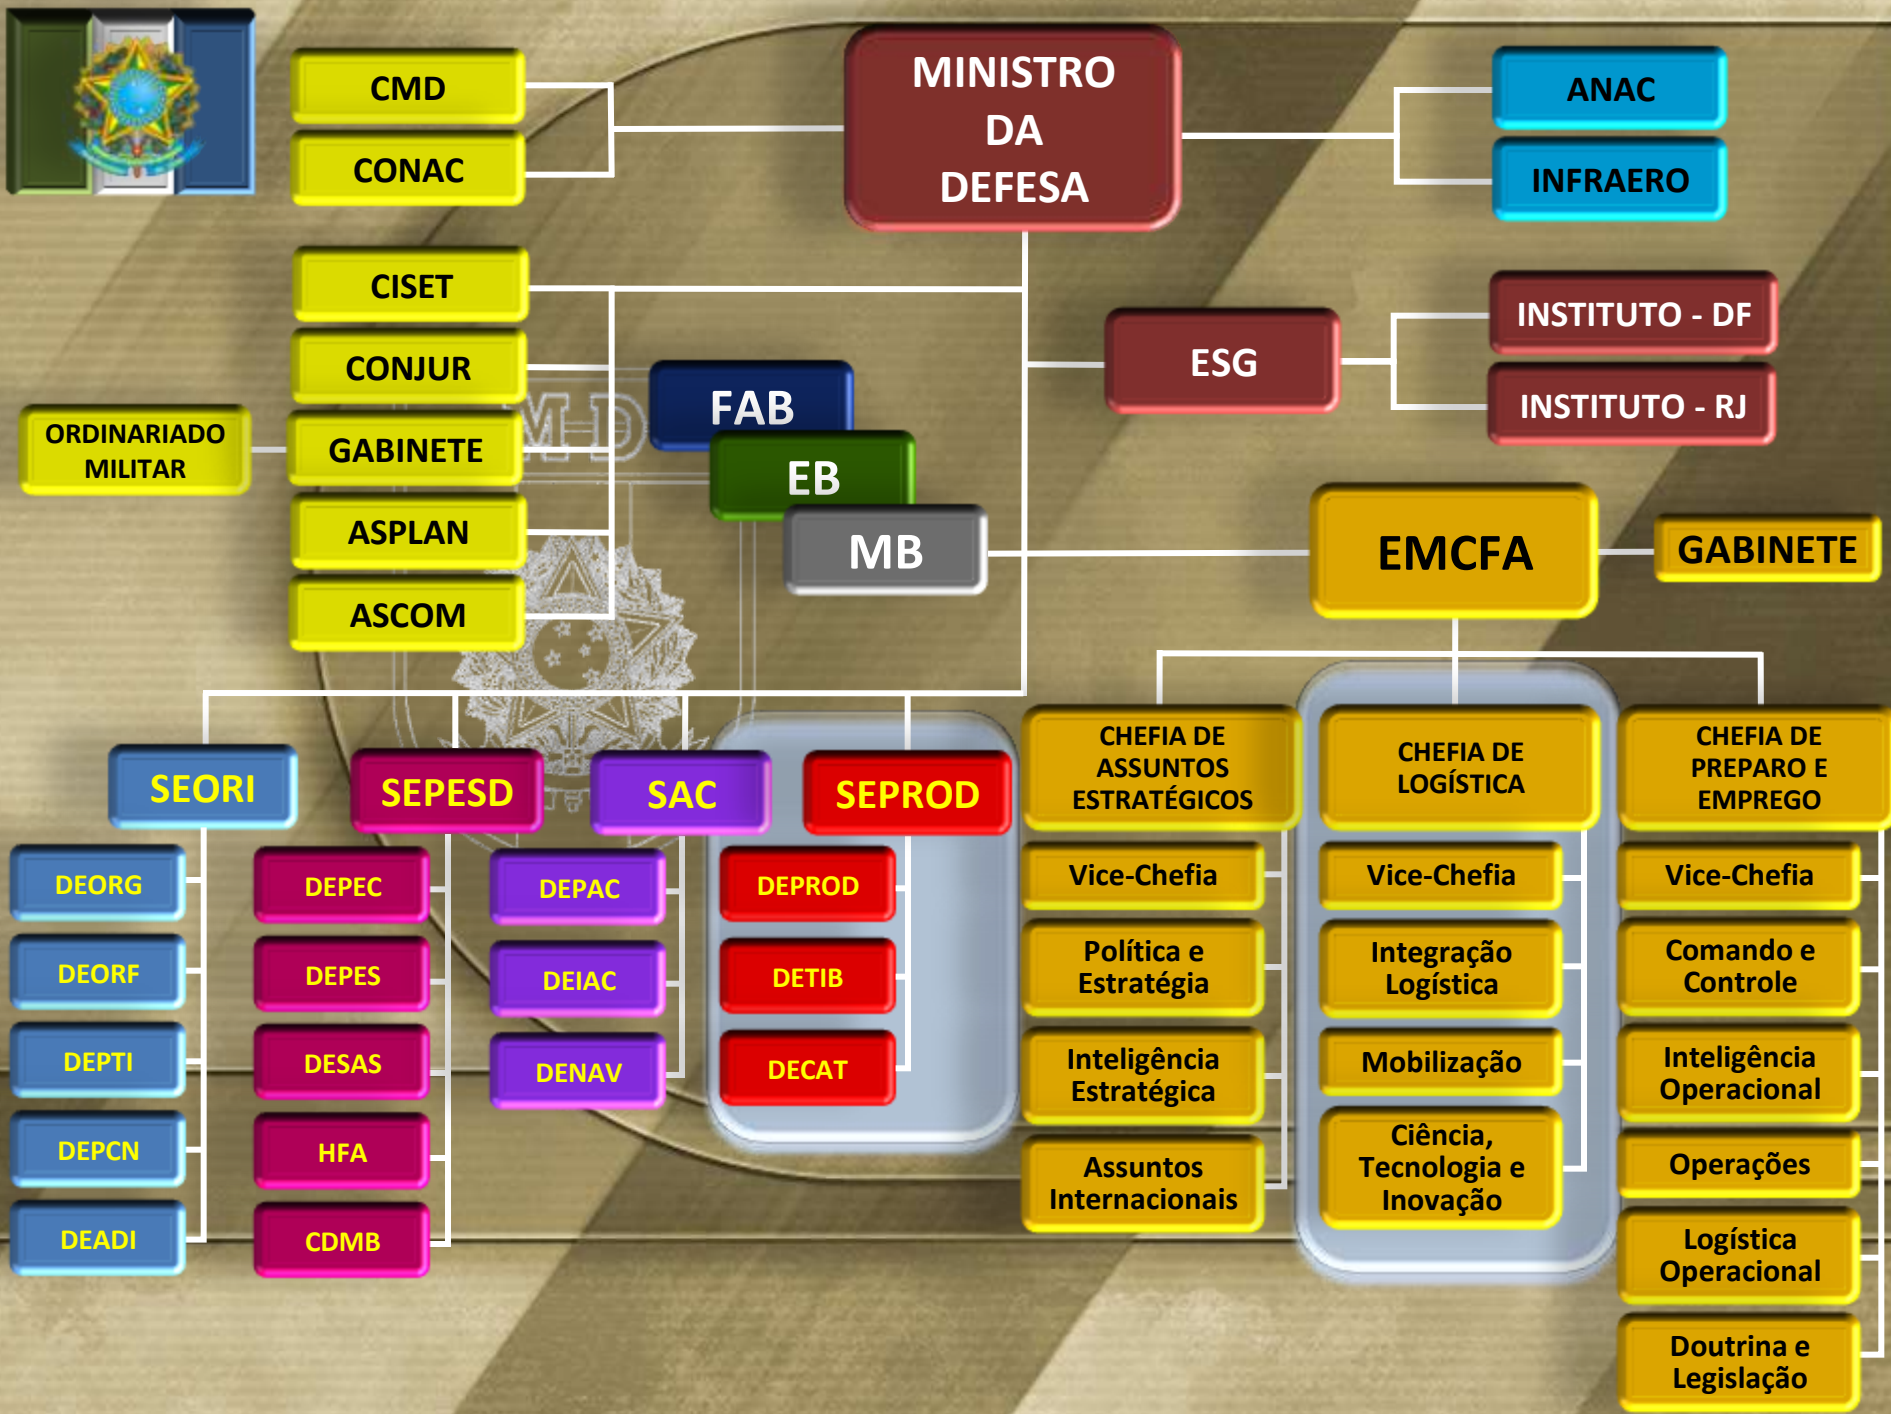 CMD
CONAC
MINISTRO
DA
DEFESA
ANAC
INFRAERO
CISET
CONJUR
ORDINARIADO
MILITAR
GABINETE
ASPLAN
ASCOM
MD
FAB
EB
MB
ESG
INSTITUTO - DF
INSTITUTO - RJ
EMCFA
GABINETE
SEORI
DEORG
DEORF
DEPTI
DEPCN
DEADI
SEPESD
DEPEC
DEPES
DESAS
HFA
CDMB
SAC
DEPAC
DEIAC
DENAV
SEPROD
DEPROD
DETIB
DECAT
CHEFIA DE
ASSUNTOS
ESTRATÉGICOS
Vice-Chefia
Política e
Estratégia
Inteligência
Estratégica
Assuntos
Internacionais
CHEFIA DE
LOGÍSTICA
Vice-Chefia
Integração
Logística
Mobilização
Ciência,
Tecnologia e
Inovação
CHEFIA DE
PREPARO E
EMPREGO
Vice-Chefia
Comando e
Controle
Inteligência
Operacional
Operações
Logística
Operacional
Doutrina e
Legislação